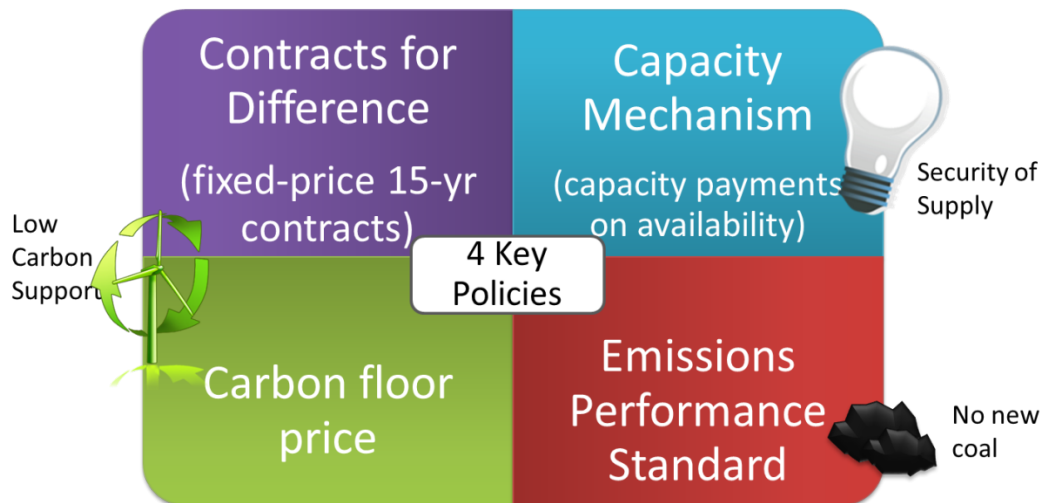 Contracts for
Difference
(fixed-price 15-yr
contracts)
Capacity
Mechanism
(capacity payments
on availability)
Security of
Supply
Low
Carbon
Support
4 Key
Policies
Carbon floor
price
Emissions
Performance
Standard
No new
coal